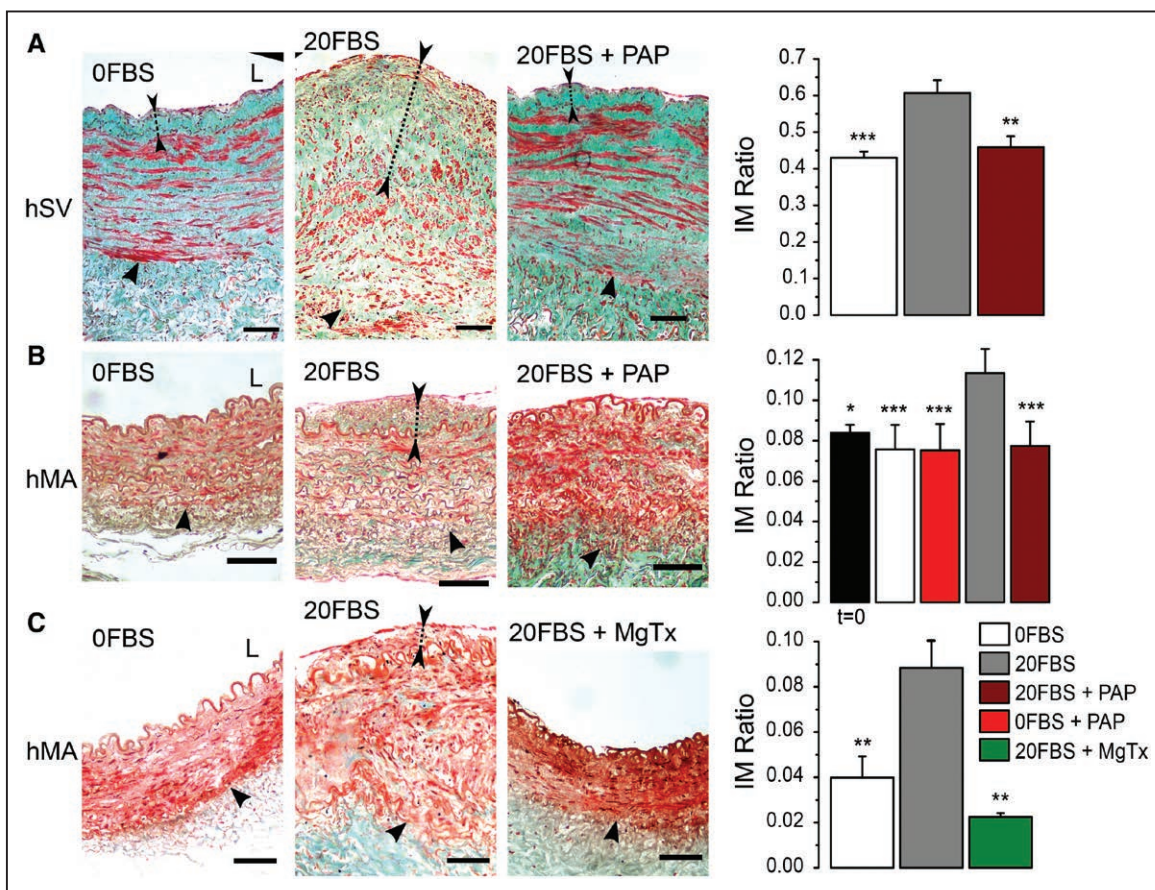 A
0FBS
L
20FBS
20FBS + PAP
hSV
IM Ratio
0.7
0.6
0.5
0.4
0.3
0.2
0.1
0.0
***
**
B
0FBS
L
20FBS
20FBS + PAP
hMA
IM Ratio
0.12
0.10
0.08
0.06
0.04
0.02
0.00
*
***
***
***
t=0
C
0FBS
L
20FBS
20FBS + MgTx
hMA
IM Ratio
0.10
0.08
0.06
0.04
0.02
0.00
**
**
0FBS
20FBS
20FBS + PAP
0FBS + PAP
20FBS + MgTx